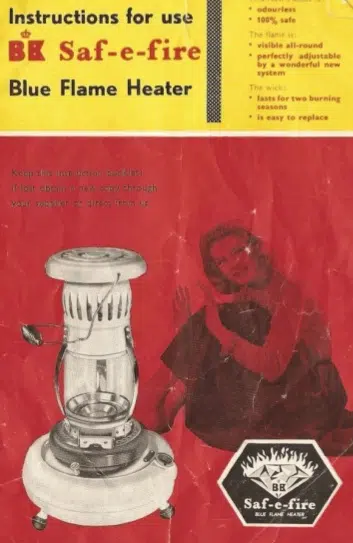 Instructions for use
BK Saf-e-fire
Blue Flame Heater
• odourless
• 100% safe
The flame is:
• visible all-round
• perfectly adjustable
by a wonderful new
system
The wick:
• lasts for two burning
seasons
• is easy to replace
BK
Saf-e-fire
BLUE FLAME HEATER